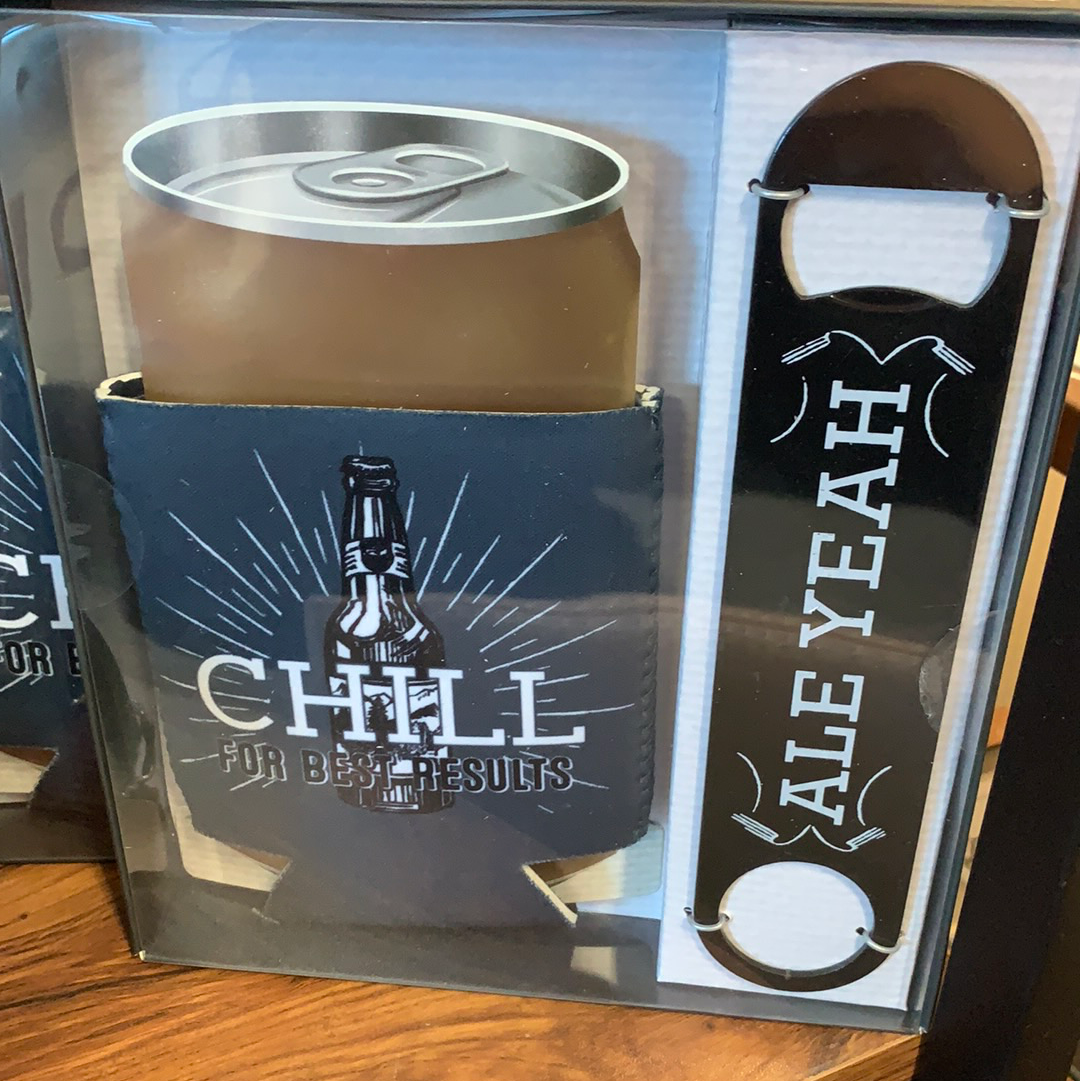 CHILL
FOR BEST RESULTS
ALE YEAH